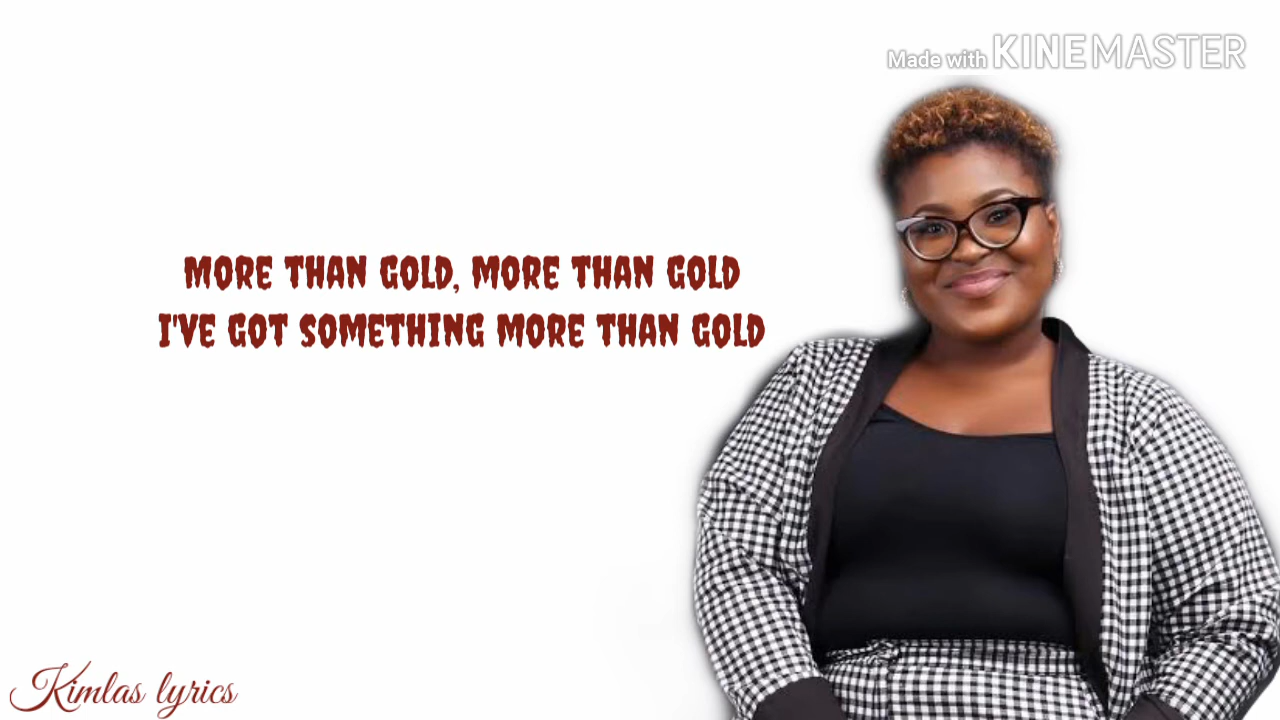 Made with KINEMASTER
MORE THAN GOLD, MORE THAN GOLD
I'VE GOT SOMETHING MORE THAN GOLD
Kimlas lyrics